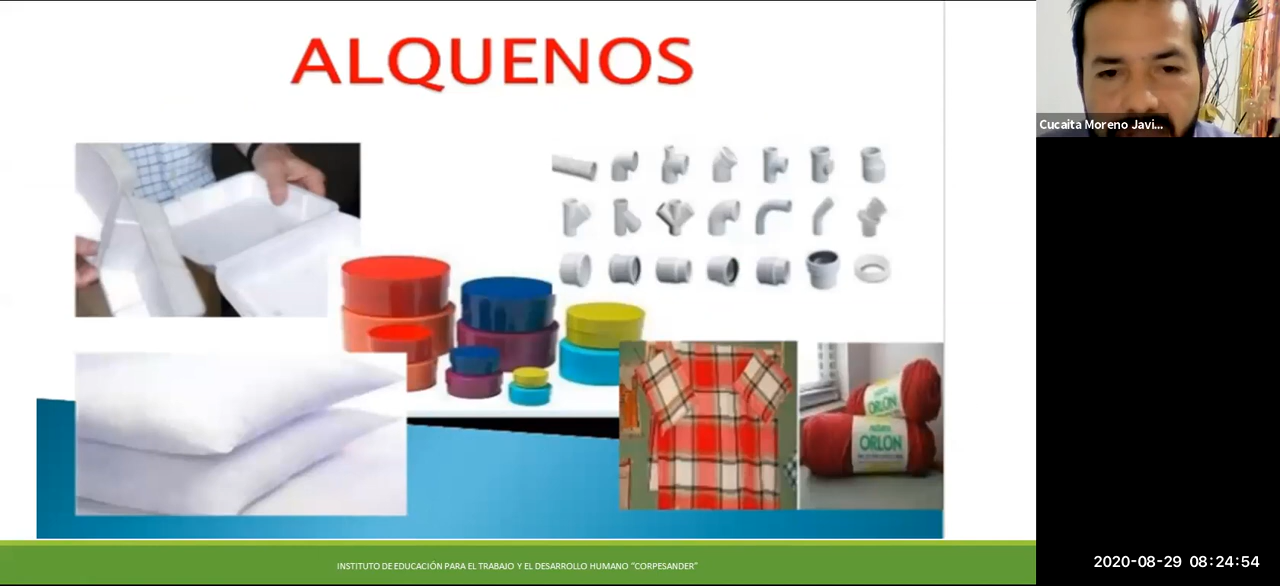 ALQUENOS
Cucaita Moreno Javi...
ORLON
ORLON
INSTITUTO DE EDUCACIÓN PARA EL TRABAJO Y EL DESARROLLO HUMANO "CORPESANDER"
2020-08-29 08:24:54